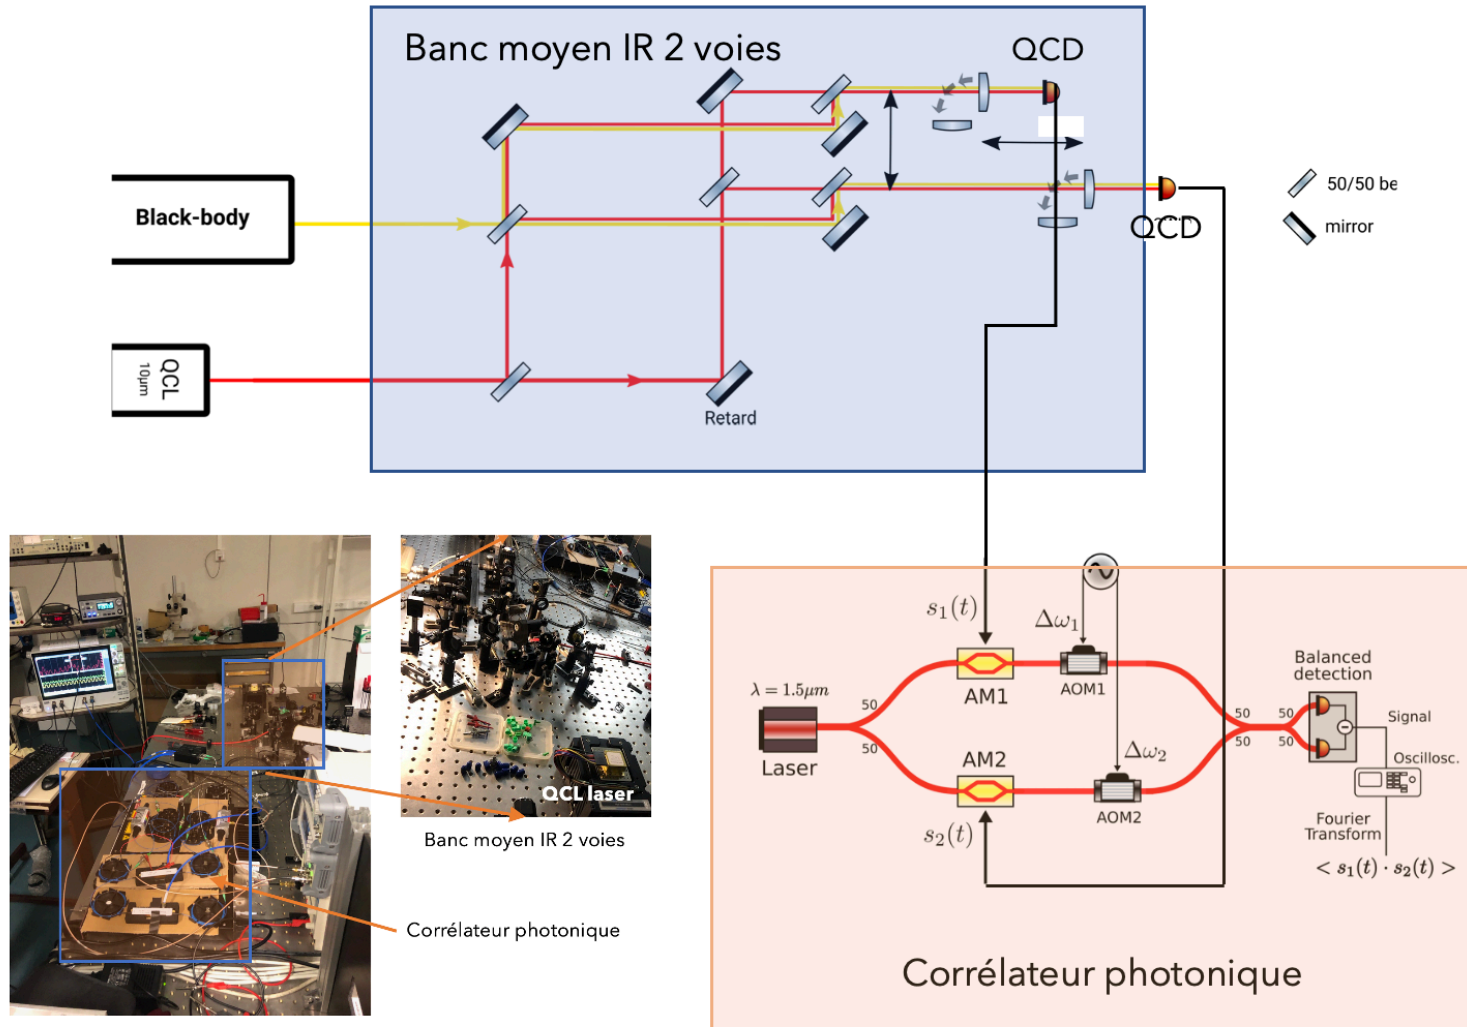 Banc moyen IR 2 voies
QCD
Black-body
50/50 be
QCD
mirror
QCL
10μm
Retard
s₁(t)
Δω₁
λ = 1.5μm
50
AM1
AOM1
Balanced
detection
50
50
Signal
Laser
50
AM2
Δω₂
50
50
Oscillosc.
s₂(t)
AOM2
Fourier
Transform
< s₁(t) · s₂(t) >
QCL laser
Banc moyen IR 2 voies
Corrélateur photonique
Corrélateur photonique